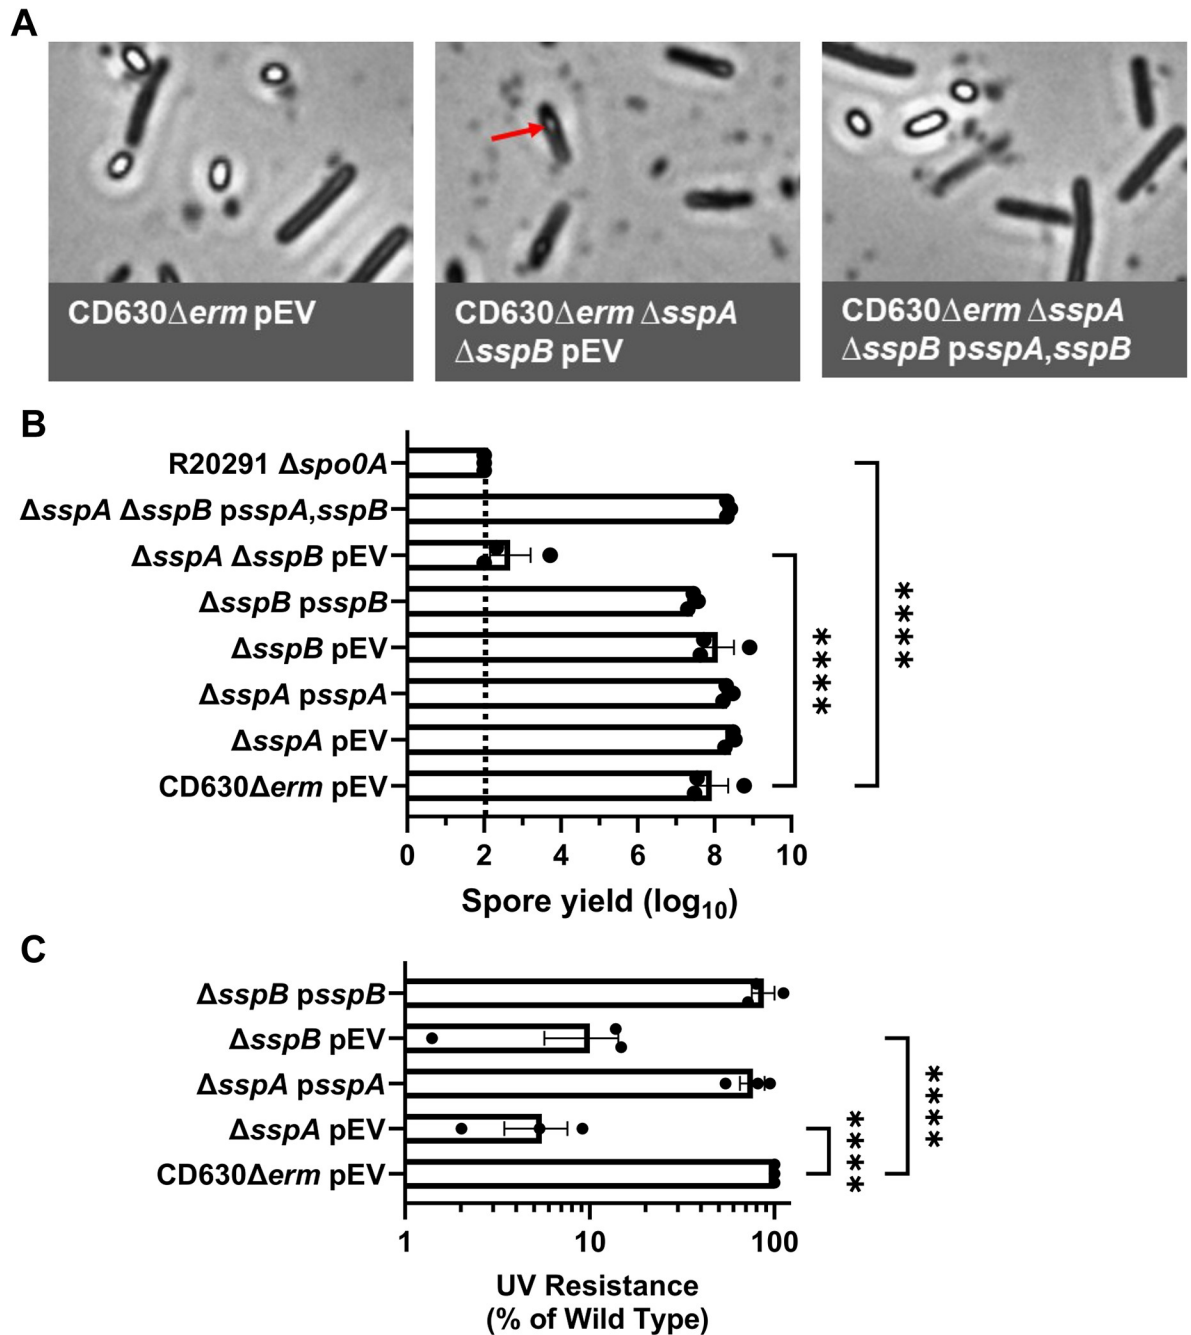 A
CD630Δerm pEV
CD630Δerm ΔsspA
ΔsspB pEV
CD630Δerm ΔsspA
ΔsspB psspA,sspB
B
R20291 Δspo0A
ΔsspA ΔsspB psspA,sspB
ΔsspA ΔsspB pEV
ΔsspB psspB
ΔsspB pEV
ΔsspA psspA
ΔsspA pEV
CD630Δerm pEV
****
****
0 2 4 6 8 10
Spore yield (log10)
C
ΔsspB psspB
ΔsspB pEV
ΔsspA psspA
ΔsspA pEV
CD630Δerm pEV
****
****
1 10 100
UV Resistance
(% of Wild Type)